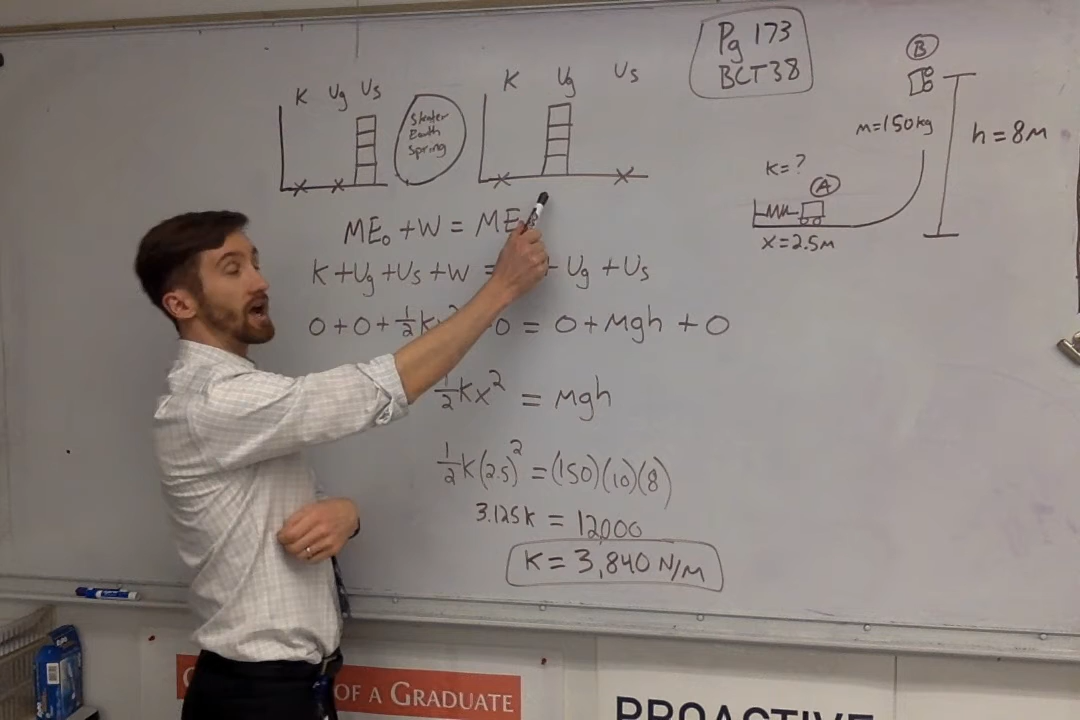 Pg 173
BCT38
K Ug Us
Skater
Earth
Spring
K Ug Us
B
m=150kg
h=8m
k=?
A
x=2.5m
ME₀ + W = ME
K + Ug + Us + W = + Ug + Us
0 + 0 + ½K 0 = 0 + mgh + 0
½kx² = mgh
½k(2.5)² = (150)(10)(8)
3.125k = 12,000
k = 3,840 N/m
OF A GRADUATE
PROACTIVE